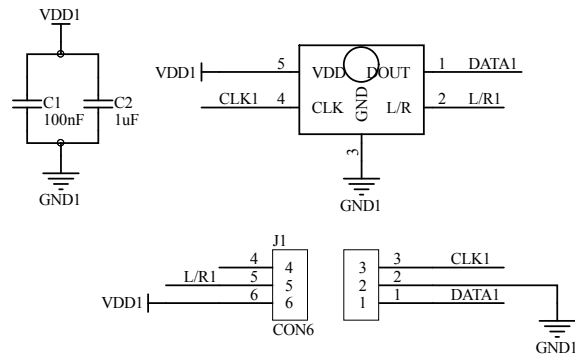 VDD1
C1
100nF
C2
1uF
GND1
VDD1
5
VDD
DOUT
1
DATA1
CLK1
4
CLK
GND
L/R
2
L/R1
3
GND1
J1
4
4
L/R1
5
5
VDD1
6
6
CON6
3
3
CLK1
2
2
1
1
DATA1
GND1